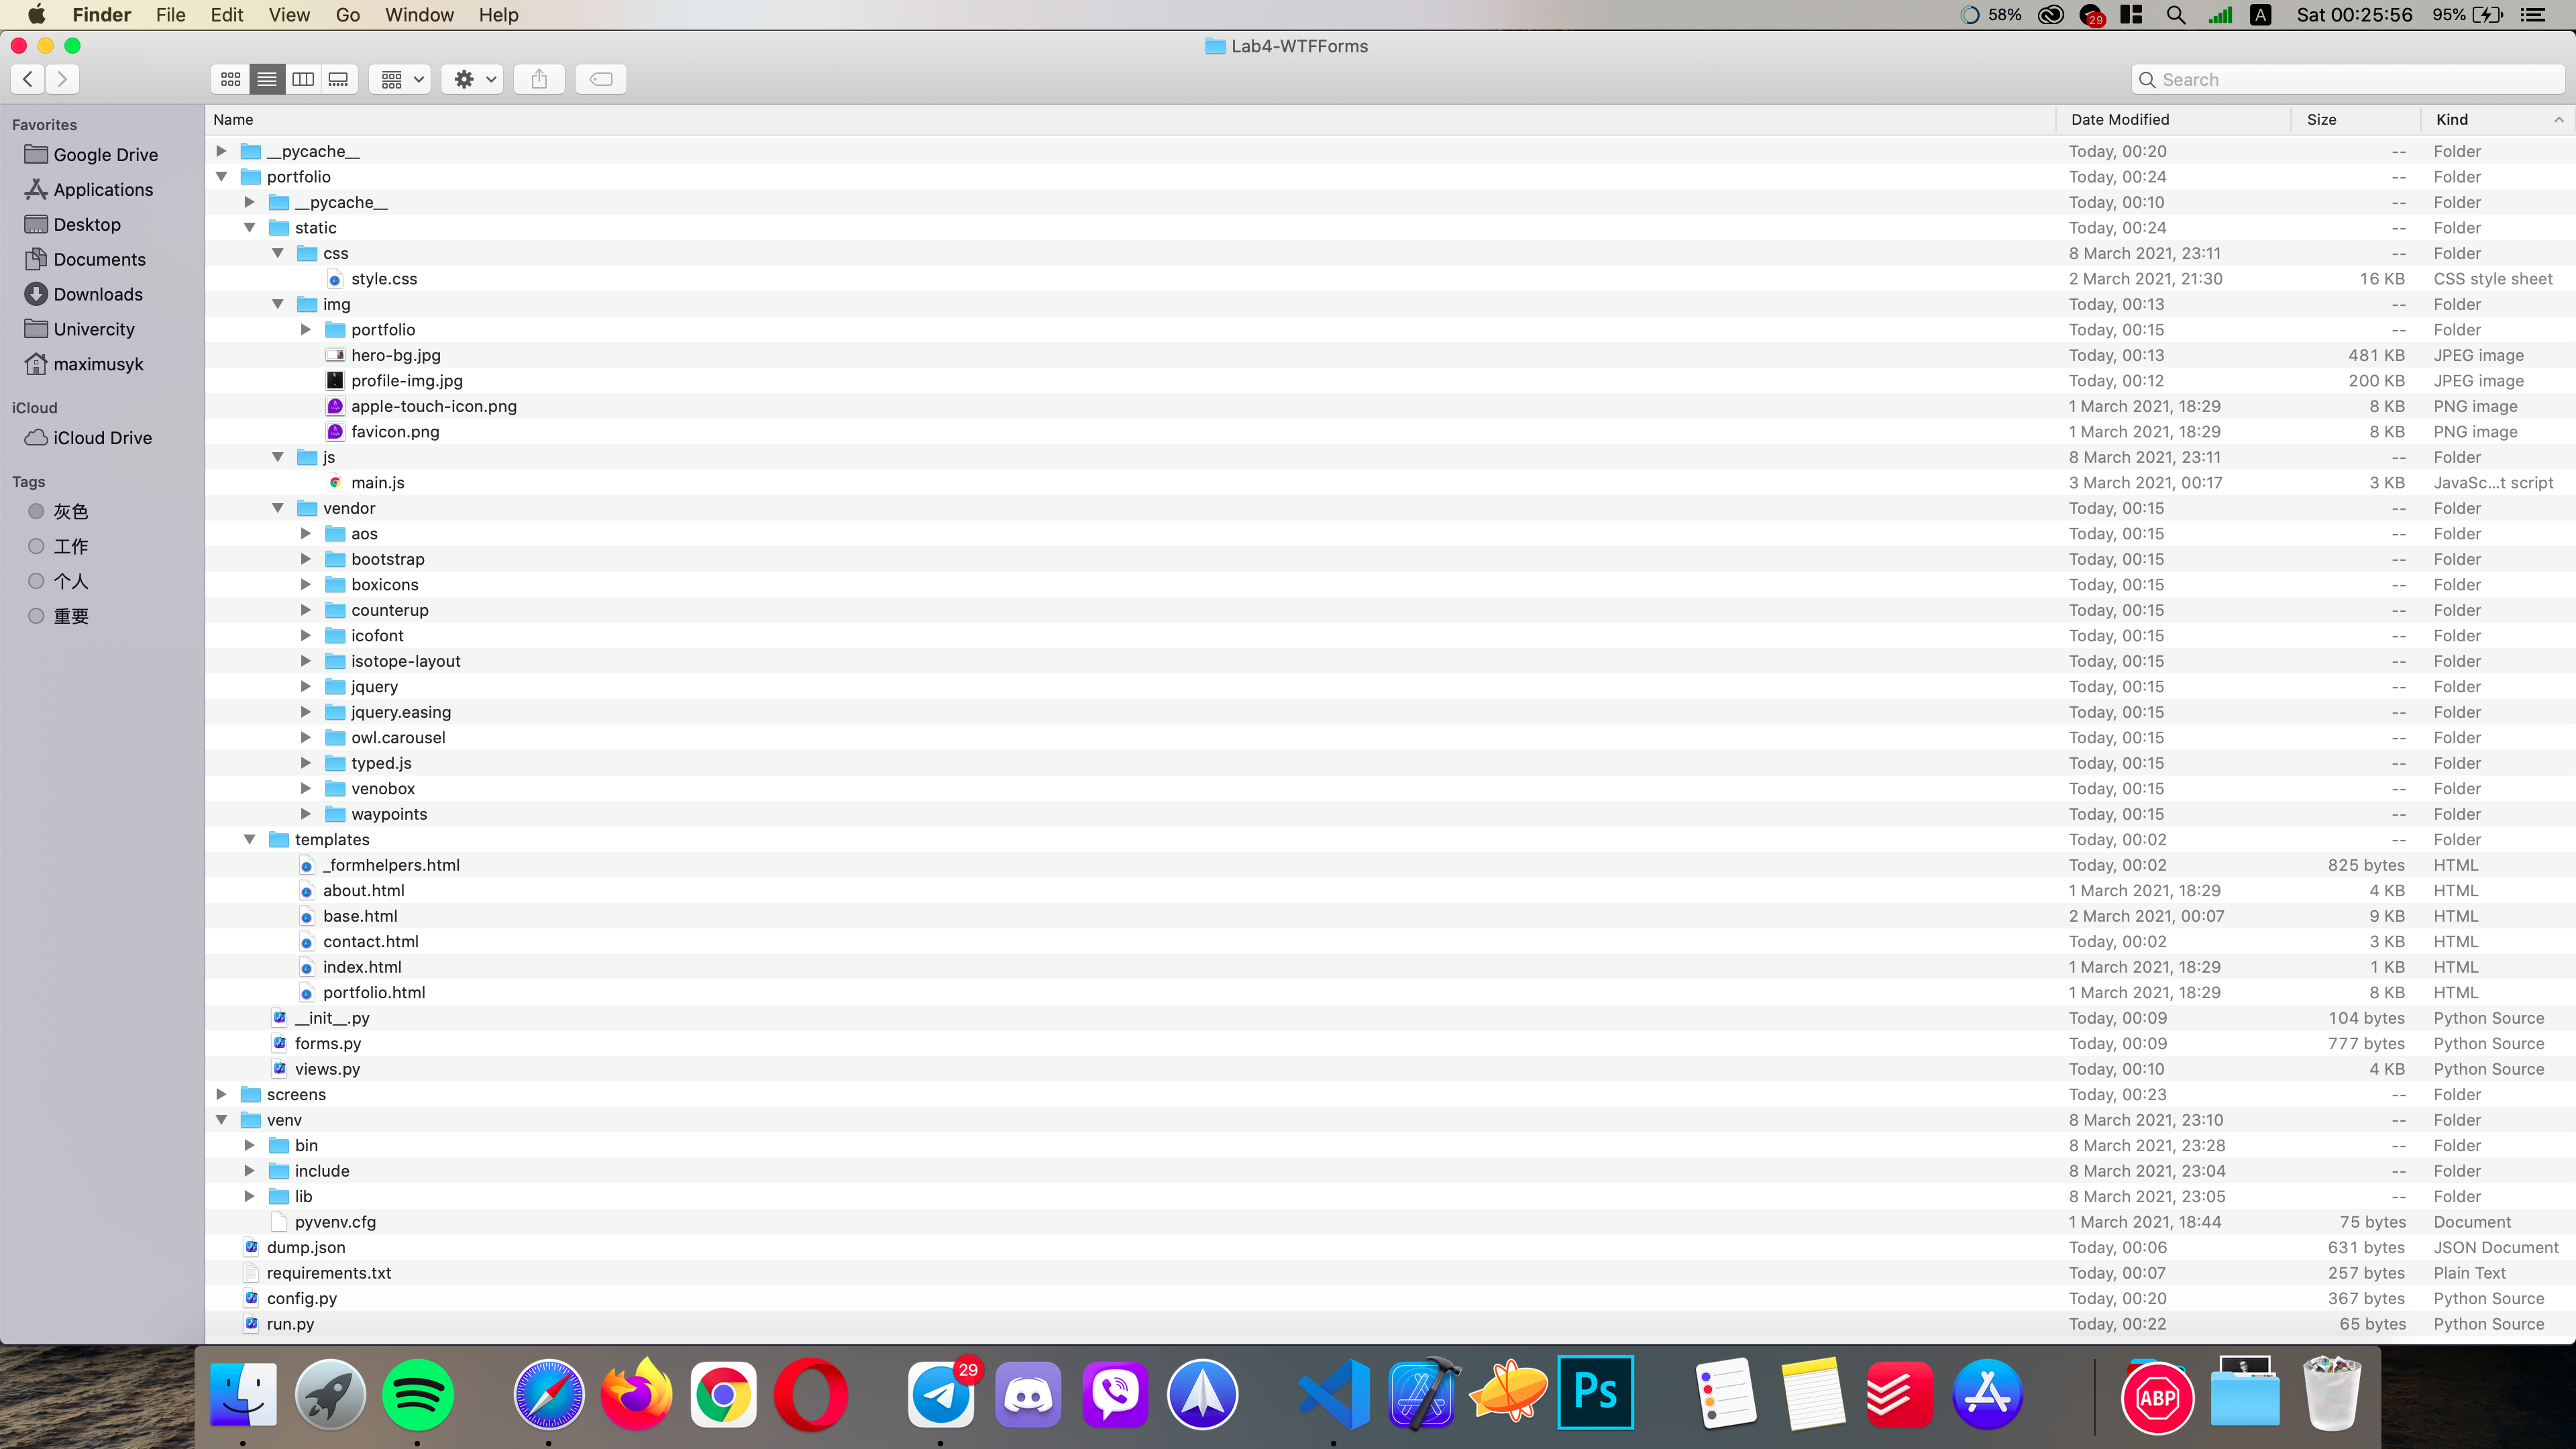 Finder File Edit View Go Window Help 58% 29 A Sat 00:25:56 95%
Lab4-WTFForms
Search
Favorites
Google Drive
Applications
Desktop
Documents
Downloads
Univercity
maximusyk
iCloud
iCloud Drive
Tags
灰色
工作
个人
重要
Name Date Modified Size Kind
__pycache__ Today, 00:20 -- Folder
portfolio Today, 00:24 -- Folder
__pycache__ Today, 00:10 -- Folder
static Today, 00:24 -- Folder
css 8 March 2021, 23:11 -- Folder
style.css 2 March 2021, 21:30 16 KB CSS style sheet
img Today, 00:13 -- Folder
portfolio Today, 00:15 -- Folder
hero-bg.jpg Today, 00:13 481 KB JPEG image
profile-img.jpg Today, 00:12 200 KB JPEG image
apple-touch-icon.png 1 March 2021, 18:29 8 KB PNG image
favicon.png 1 March 2021, 18:29 8 KB PNG image
js 8 March 2021, 23:11 -- Folder
main.js 3 March 2021, 00:17 3 KB JavaSc...t script
vendor Today, 00:15 -- Folder
aos Today, 00:15 -- Folder
bootstrap Today, 00:15 -- Folder
boxicons Today, 00:15 -- Folder
counterup Today, 00:15 -- Folder
icofont Today, 00:15 -- Folder
isotope-layout Today, 00:15 -- Folder
jquery Today, 00:15 -- Folder
jquery.easing Today, 00:15 -- Folder
owl.carousel Today, 00:15 -- Folder
typed.js Today, 00:15 -- Folder
venobox Today, 00:15 -- Folder
waypoints Today, 00:15 -- Folder
templates Today, 00:02 -- Folder
_formhelpers.html Today, 00:02 825 bytes HTML
about.html 1 March 2021, 18:29 4 KB HTML
base.html 2 March 2021, 00:07 9 KB HTML
contact.html Today, 00:02 3 KB HTML
index.html 1 March 2021, 18:29 1 KB HTML
portfolio.html 1 March 2021, 18:29 8 KB HTML
__init__.py Today, 00:09 104 bytes Python Source
forms.py Today, 00:09 777 bytes Python Source
views.py Today, 00:10 4 KB Python Source
screens Today, 00:23 -- Folder
venv 8 March 2021, 23:10 -- Folder
bin 8 March 2021, 23:28 -- Folder
include 8 March 2021, 23:04 -- Folder
lib 8 March 2021, 23:05 -- Folder
pyvenv.cfg 1 March 2021, 18:44 75 bytes Document
dump.json Today, 00:06 631 bytes JSON Document
requirements.txt Today, 00:07 257 bytes Plain Text
config.py Today, 00:20 367 bytes Python Source
run.py Today, 00:22 65 bytes Python Source
29 Ps ABP